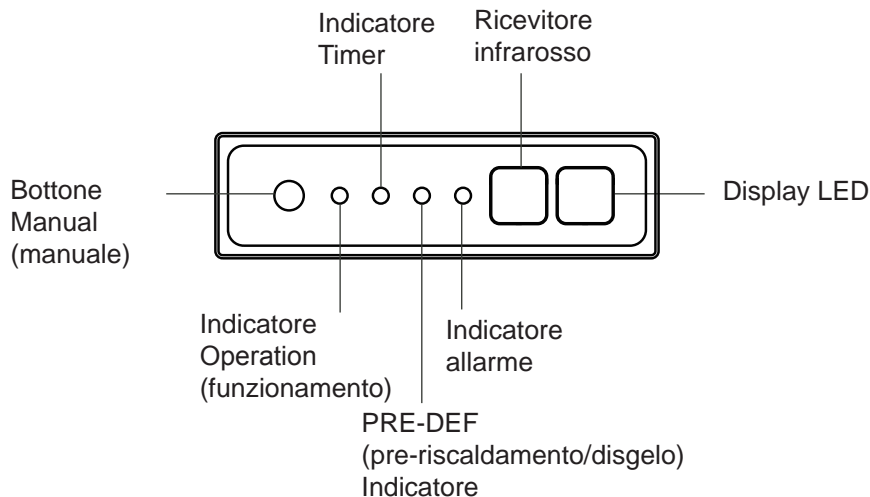 Indicatore
Timer
Ricevitore
infrarosso
Bottone
Manual
(manuale)
Display LED
Indicatore
Operation
(funzionamento)
Indicatore
allarme
PRE-DEF
(pre-riscaldamento/disgelo)
Indicatore